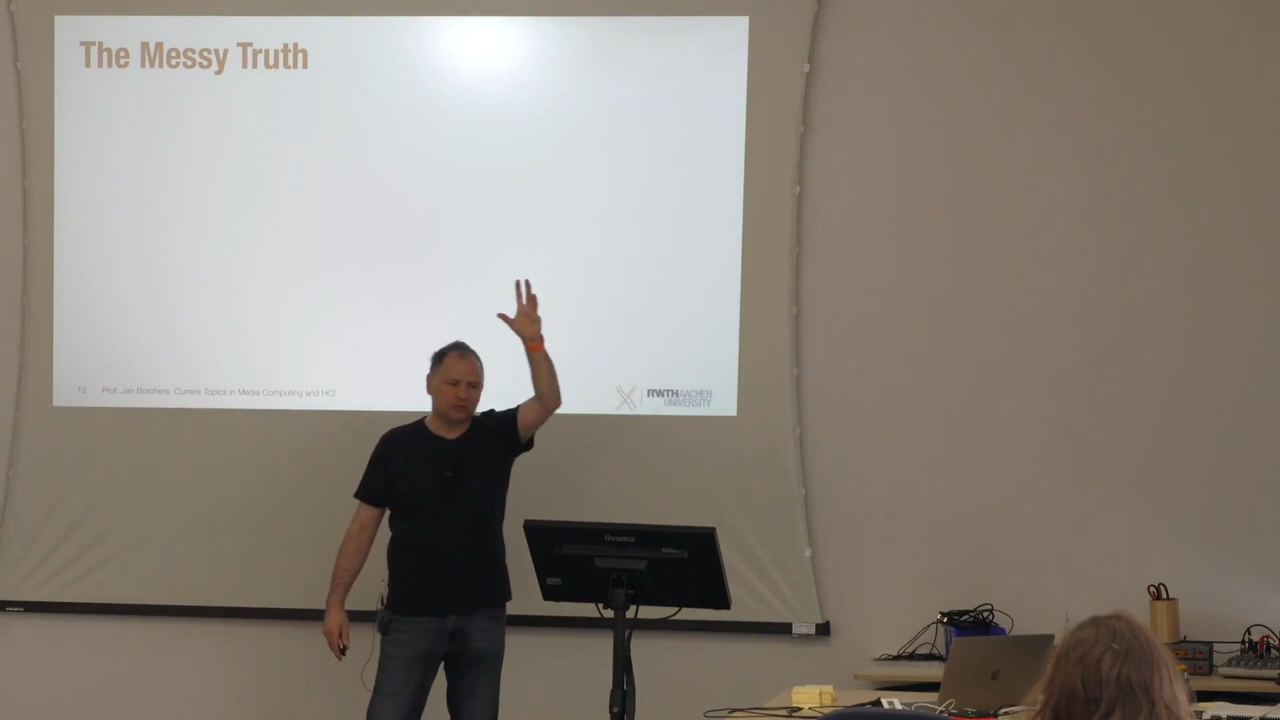 The Messy Truth
12 Prof. Jan Borchers: Current Topics in Media Computing and HCI
RWTH AACHEN
UNIVERSITY
iiyama